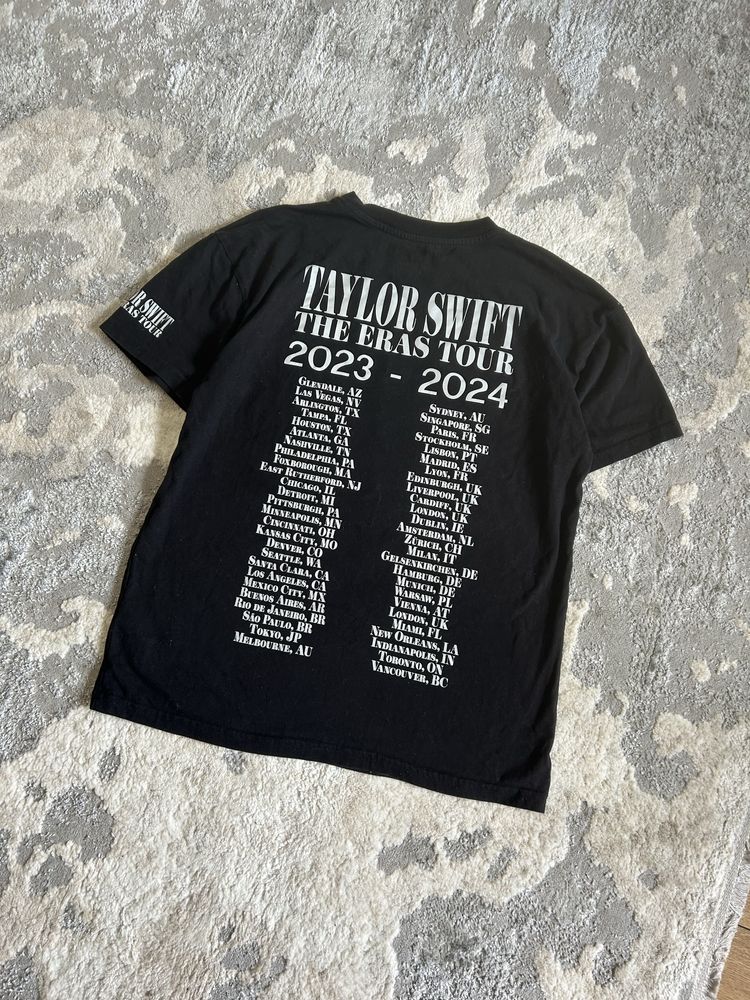 TAYLOR SWIFT
THE ERAS TOUR
2023 - 2024
GLENDALE, AZ
LAS VEGAS, NV
ARLINGTON, TX
TAMPA, FL
HOUSTON, TX
ATLANTA, GA
NASHVILLE, TN
PHILADELPHIA, PA
FOXBOROUGH, MA
EAST RUTHERFORD, NJ
CHICAGO, IL
DETROIT, MI
PITTSBURGH, PA
MINNEAPOLIS, MN
CINCINNATI, OH
KANSAS CITY, MO
DENVER, CO
SEATTLE, WA
SANTA CLARA, CA
LOS ANGELES, CA
MEXICO CITY, MX
BUENOS AIRES, AR
RIO DE JANEIRO, BR
SÃO PAULO, BR
TOKYO, JP
MELBOURNE, AU
SYDNEY, AU
SINGAPORE, SG
PARIS, FR
STOCKHOLM, SE
LISBON, PT
MADRID, ES
LYON, FR
EDINBURGH, UK
LIVERPOOL, UK
CARDIFF, UK
LONDON, UK
DUBLIN, IE
AMSTERDAM, NL
ZÜRICH, CH
MILAN, IT
GELSENKIRCHEN, DE
HAMBURG, DE
MUNICH, DE
WARSAW, PL
VIENNA, AT
LONDON, UK
MIAMI, FL
NEW ORLEANS, LA
INDIANAPOLIS, IN
TORONTO, ON
VANCOUVER, BC
SWIFT
TOUR